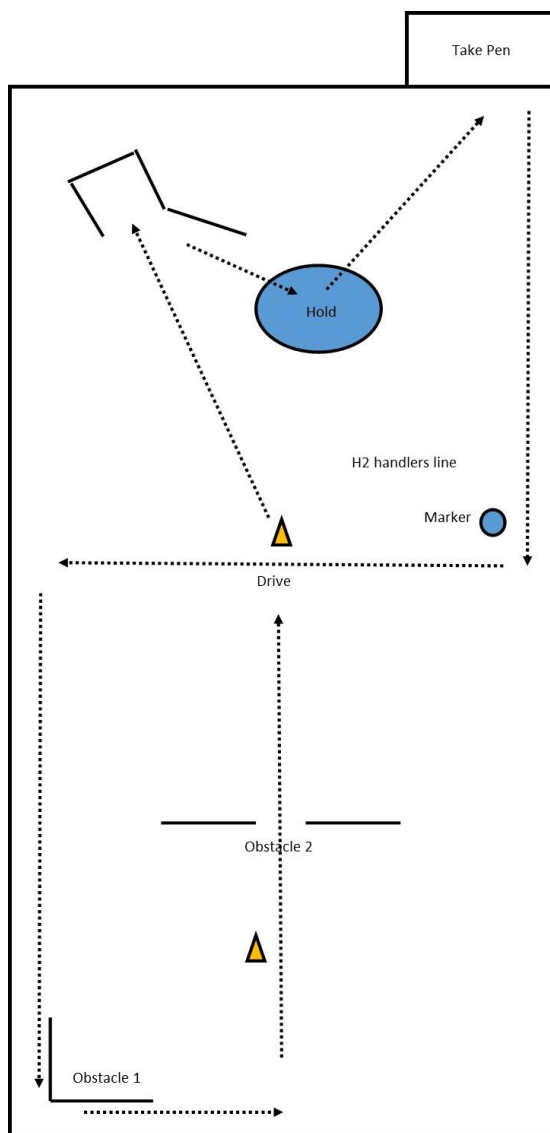 Take Pen
Hold
H2 handlers line
Marker
Drive
Obstacle 2
Obstacle 1